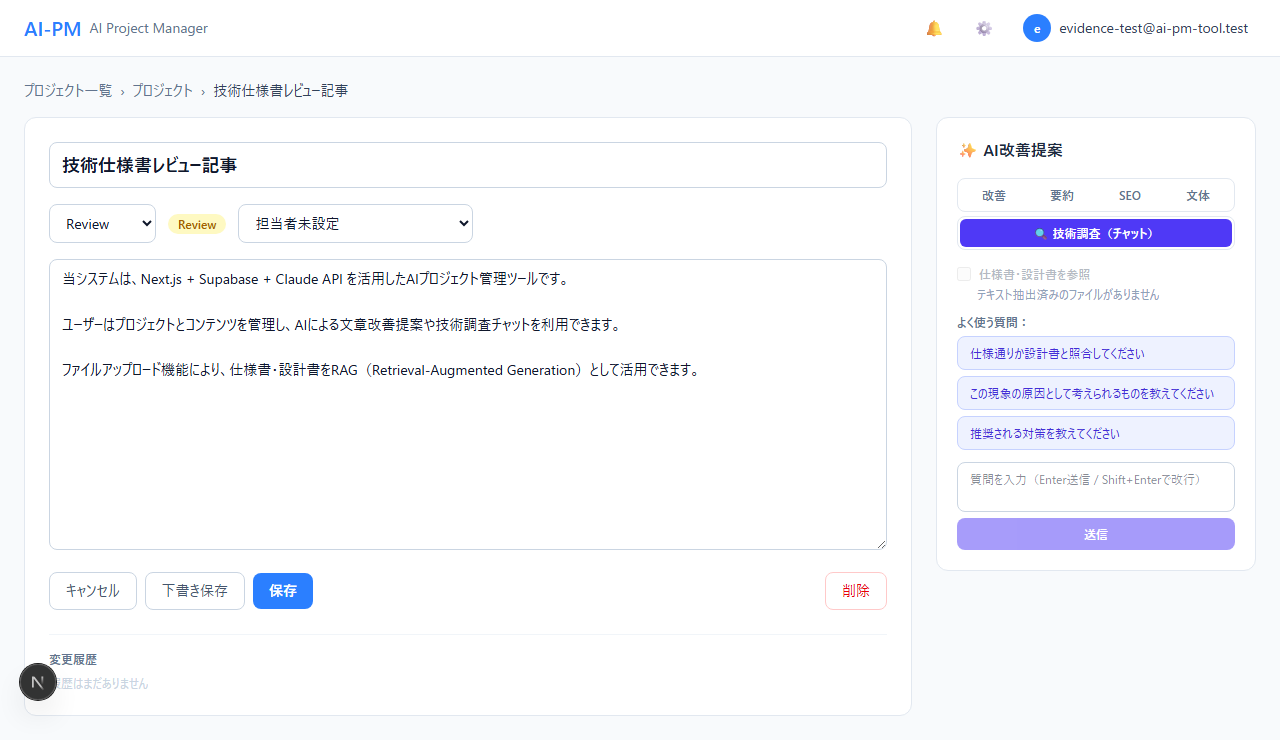 AI-PM AI Project Manager
e evidence-test@ai-pm-tool.test
プロジェクト一覧 › プロジェクト › 技術仕様書レビュー記事
技術仕様書レビュー記事
Review Review 担当者未設定
当システムは、Next.js + Supabase + Claude API を活用したAIプロジェクト管理ツールです。
ユーザーはプロジェクトとコンテンツを管理し、AIによる文章改善提案や技術調査チャットを利用できます。
ファイルアップロード機能により、仕様書・設計書をRAG（Retrieval-Augmented Generation）として活用できます。
キャンセル 下書き保存 保存 削除
変更履歴
N
履歴はまだありません
AI改善提案
改善 要約 SEO 文体
技術調査（チャット）
仕様書・設計書を参照
テキスト抽出済みのファイルがありません
よく使う質問：
仕様通りか設計書と照合してください
この現象の原因として考えられるものを教えてください
推奨される対策を教えてください
質問を入力（Enter送信 / Shift+Enterで改行）
送信